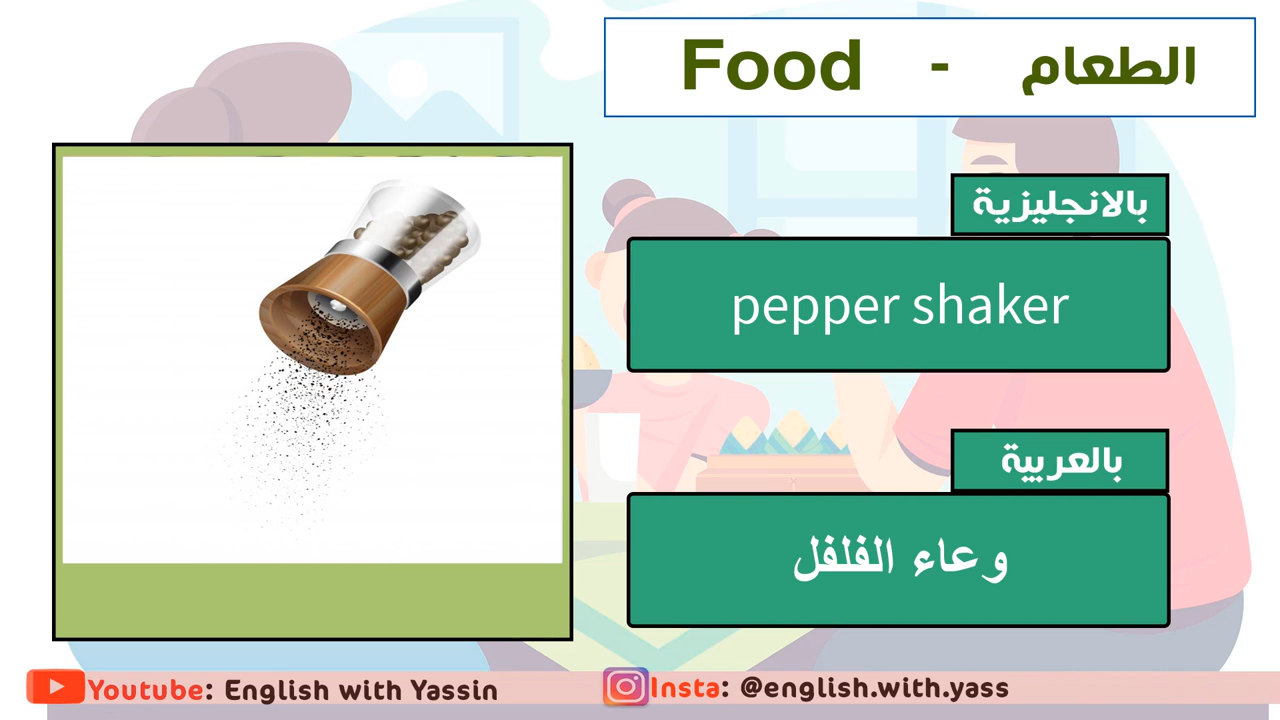 Food - الطعام
بالانجليزية
pepper shaker
بالعربية
وعاء الفلفل
Youtube: English with Yassin
Insta: @english.with.yass